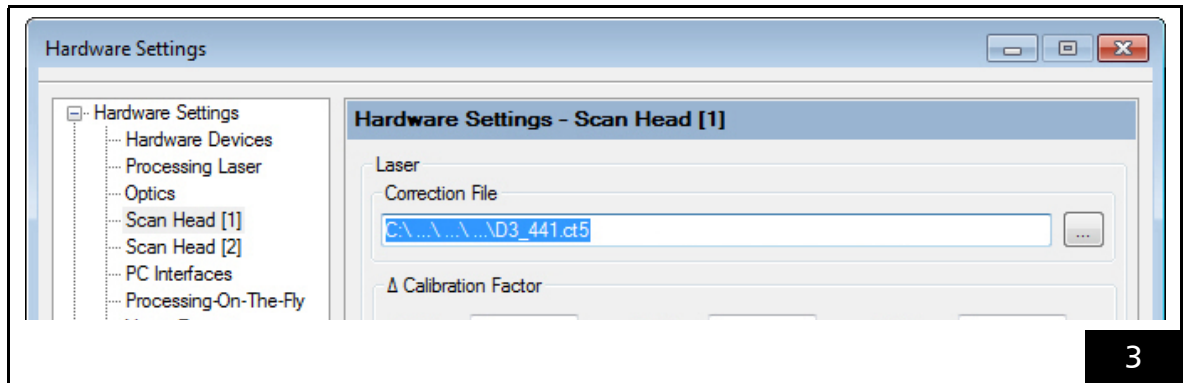 Hardware Settings
Hardware Settings
Hardware Devices
Processing Laser
Optics
Scan Head [1]
Scan Head [2]
PC Interfaces
Processing-On-The-Fly
Hardware Settings - Scan Head [1]
Laser
Correction File
C:\ ...\ ...\ ...\D3_441.ct5
...
Δ Calibration Factor
3